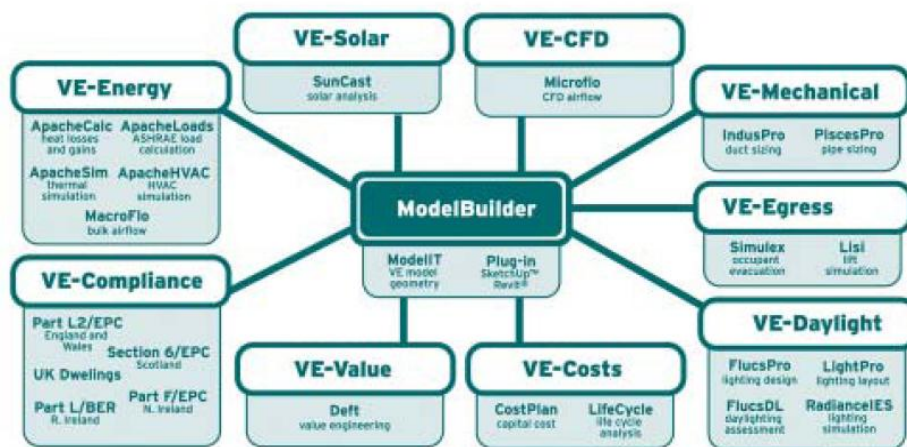 VE-Solar
SunCast
solar analysis
VE-CFD
Microflo
CFD airflow
VE-Energy
ApacheCalc
heat losses
and gains
ApacheLoads
ASHRAE load
calculation
ApacheSim
thermal
simulation
ApacheHVAC
HVAC
simulation
MacroFlo
bulk airflow
VE-Mechanical
IndusPro
duct sizing
PiscesPro
pipe sizing
ModelBuilder
ModelIT
VE model
geometry
Plug-in
SketchUp™
Revit®
VE-Egress
Simulex
occupant
evacuation
Lisi
lift
simulation
VE-Compliance
Part L2/EPC
England and
Wales
Section 6/EPC
Scotland
UK Dwelings
Part F/EPC
N. Ireland
Part L/BER
R. Ireland
VE-Value
Deft
value engineering
VE-Costs
CostPlan
capital cost
LifeCycle
life cycle
analysis
VE-Daylight
FlucsPro
lighting design
LightPro
lighting layout
FlucsDL
daylighting
assessment
RadianceIES
lighting
simulation